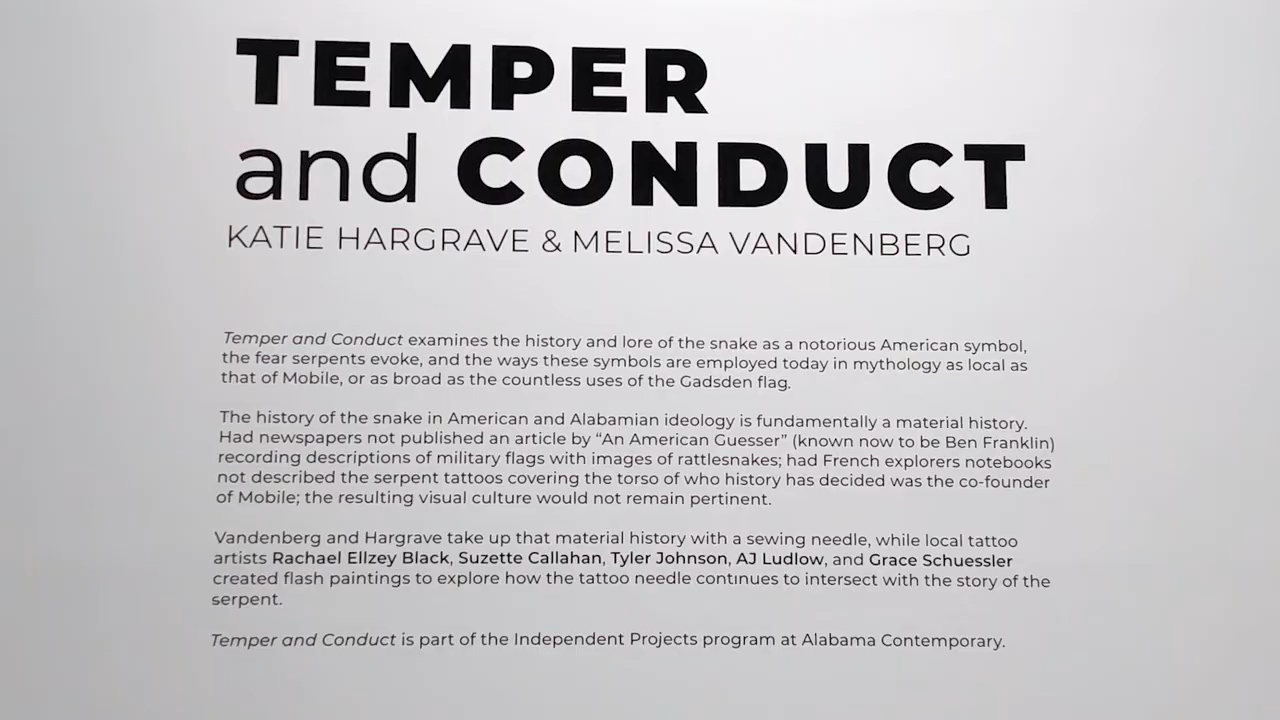 TEMPER
and CONDUCT
KATIE HARGRAVE & MELISSA VANDENBERG
Temper and Conduct examines the history and lore of the snake as a notorious American symbol,
the fear serpents evoke, and the ways these symbols are employed today in mythology as local as
that of Mobile, or as broad as the countless uses of the Gadsden flag.
The history of the snake in American and Alabamian ideology is fundamentally a material history.
Had newspapers not published an article by “An American Guesser” (known now to be Ben Franklin)
recording descriptions of military flags with images of rattlesnakes; had French explorers notebooks
not described the serpent tattoos covering the torso of who history has decided was the co-founder
of Mobile; the resulting visual culture would not remain pertinent.
Vandenberg and Hargrave take up that material history with a sewing needle, while local tattoo
artists Rachael Ellzey Black, Suzette Callahan, Tyler Johnson, AJ Ludlow, and Grace Schuessler
created flash paintings to explore how the tattoo needle continues to intersect with the story of the
serpent.
Temper and Conduct is part of the Independent Projects program at Alabama Contemporary.